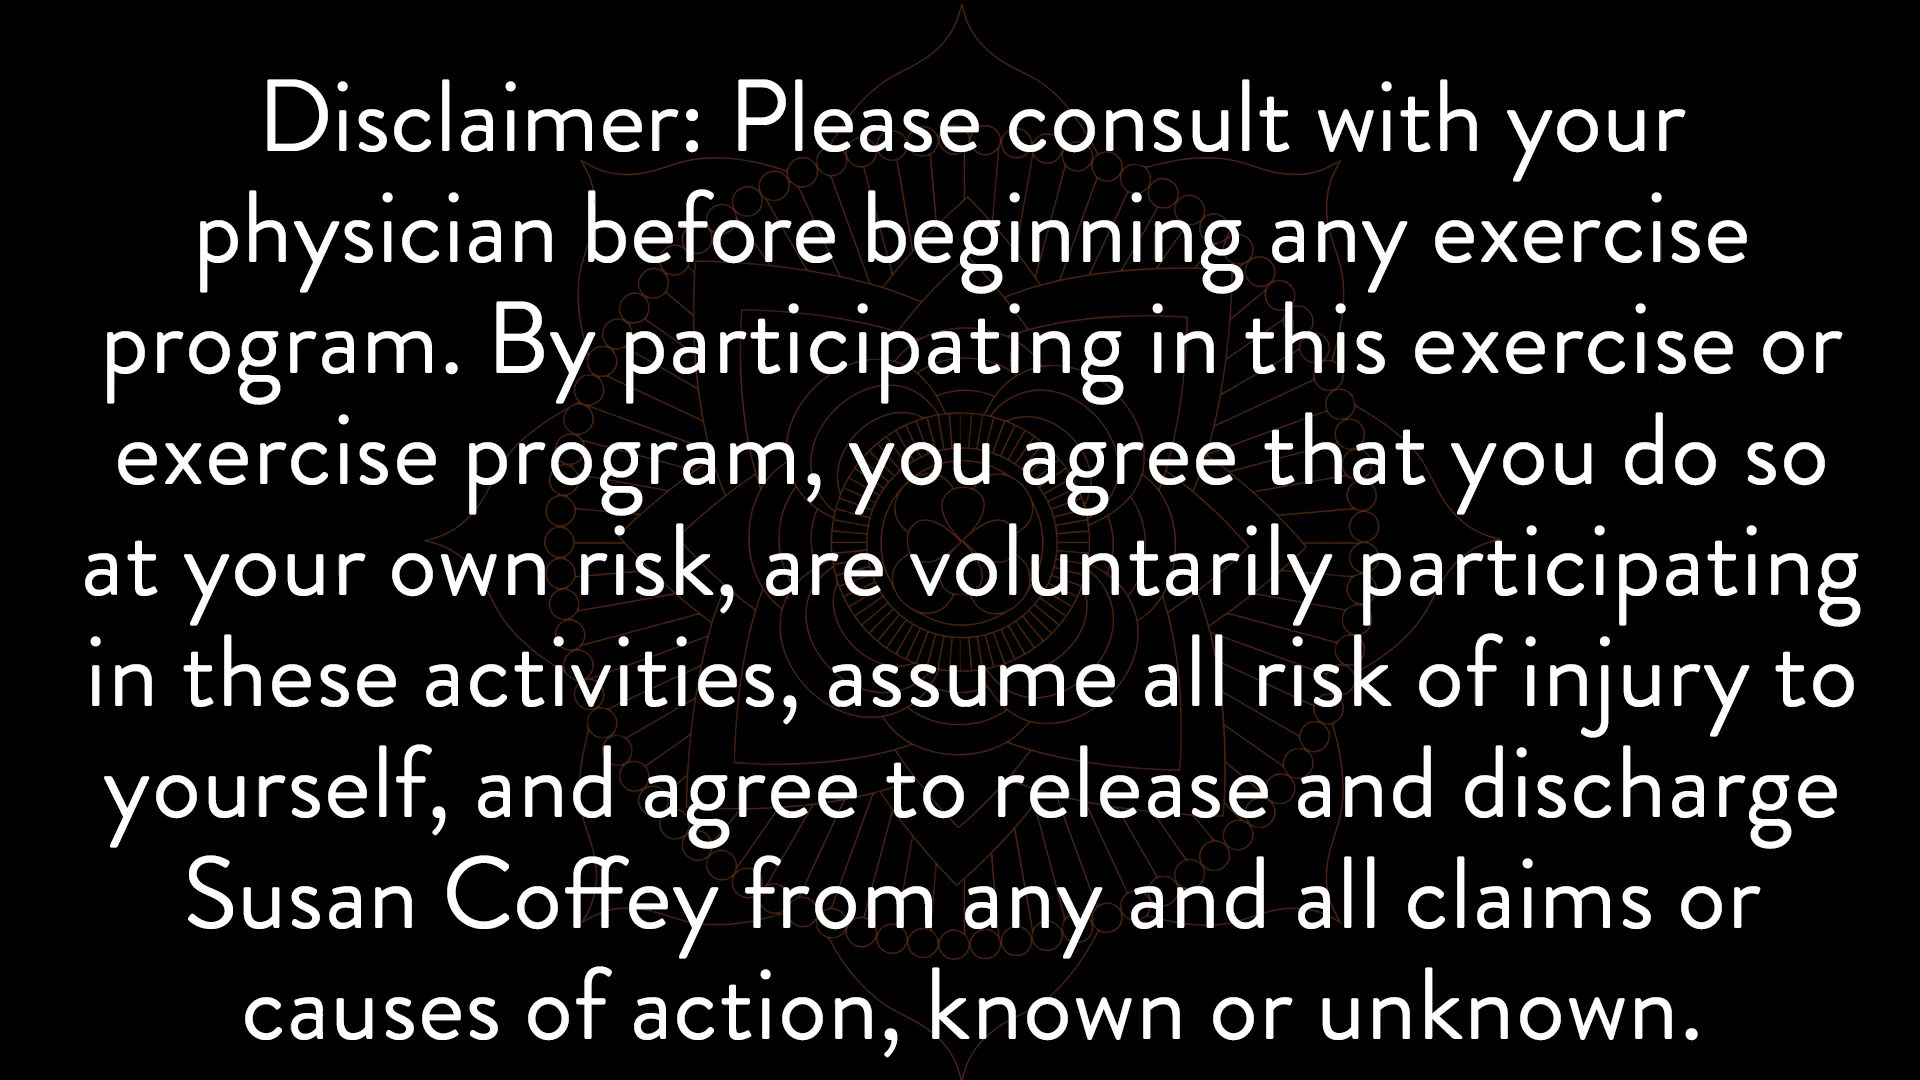 Disclaimer: Please consult with your
physician before beginning any exercise
program. By participating in this exercise or
exercise program, you agree that you do so
at your own risk, are voluntarily participating
in these activities, assume all risk of injury to
yourself, and agree to release and discharge
Susan Coffey from any and all claims or
causes of action, known or unknown.